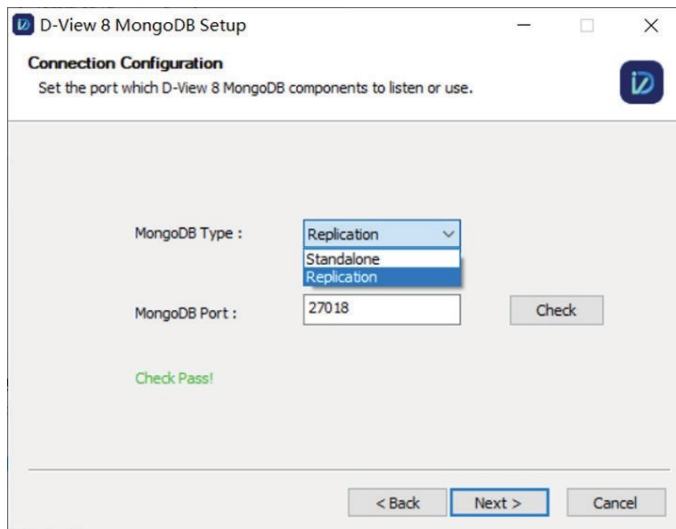 D-View 8 MongoDB Setup
Connection Configuration
Set the port which D-View 8 MongoDB components to listen or use.
MongoDB Type :
Replication
Standalone
Replication
MongoDB Port :
27018
Check
Check Pass!
< Back
Next >
Cancel